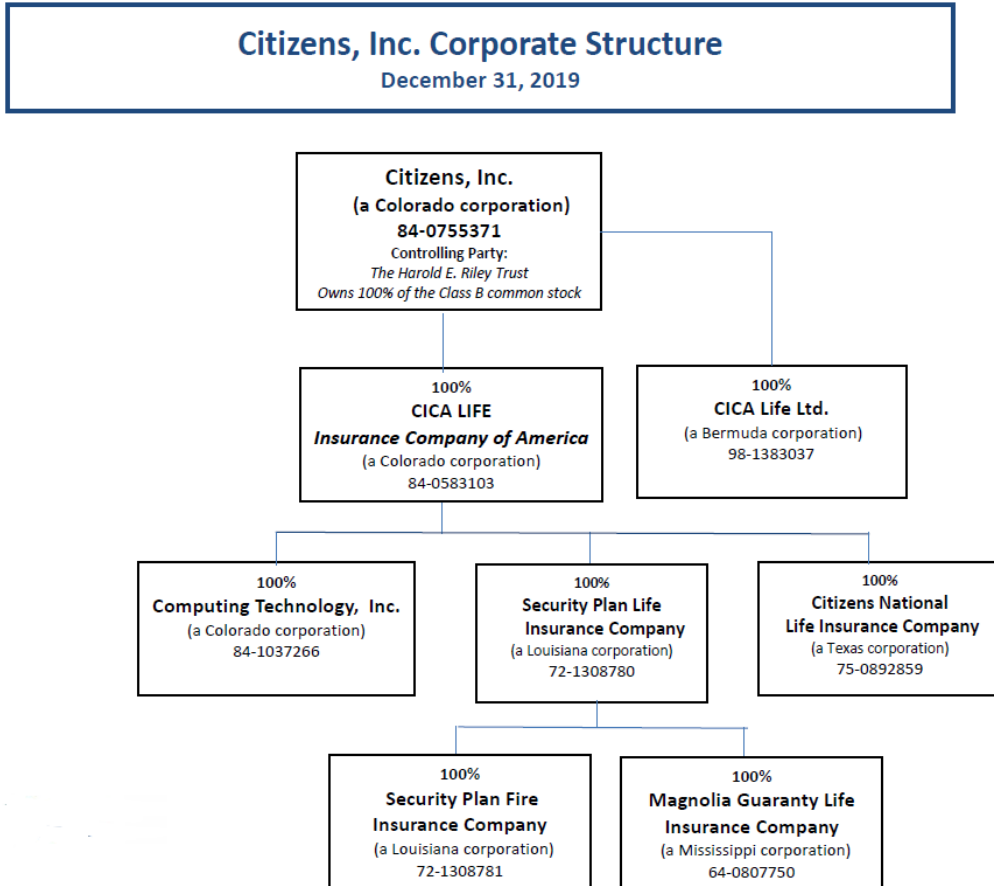 Citizens, Inc. Corporate Structure
December 31, 2019
Citizens, Inc.
(a Colorado corporation)
84-0755371
Controlling Party:
The Harold E. Riley Trust
Owns 100% of the Class B common stock
100%
CICA LIFE
Insurance Company of America
(a Colorado corporation)
84-0583103
100%
CICA Life Ltd.
(a Bermuda corporation)
98-1383037
100%
Computing Technology, Inc.
(a Colorado corporation)
84-1037266
100%
Security Plan Life
Insurance Company
(a Louisiana corporation)
72-1308780
100%
Citizens National
Life Insurance Company
(a Texas corporation)
75-0892859
100%
Security Plan Fire
Insurance Company
(a Louisiana corporation)
72-1308781
100%
Magnolia Guaranty Life
Insurance Company
(a Mississippi corporation)
64-0807750